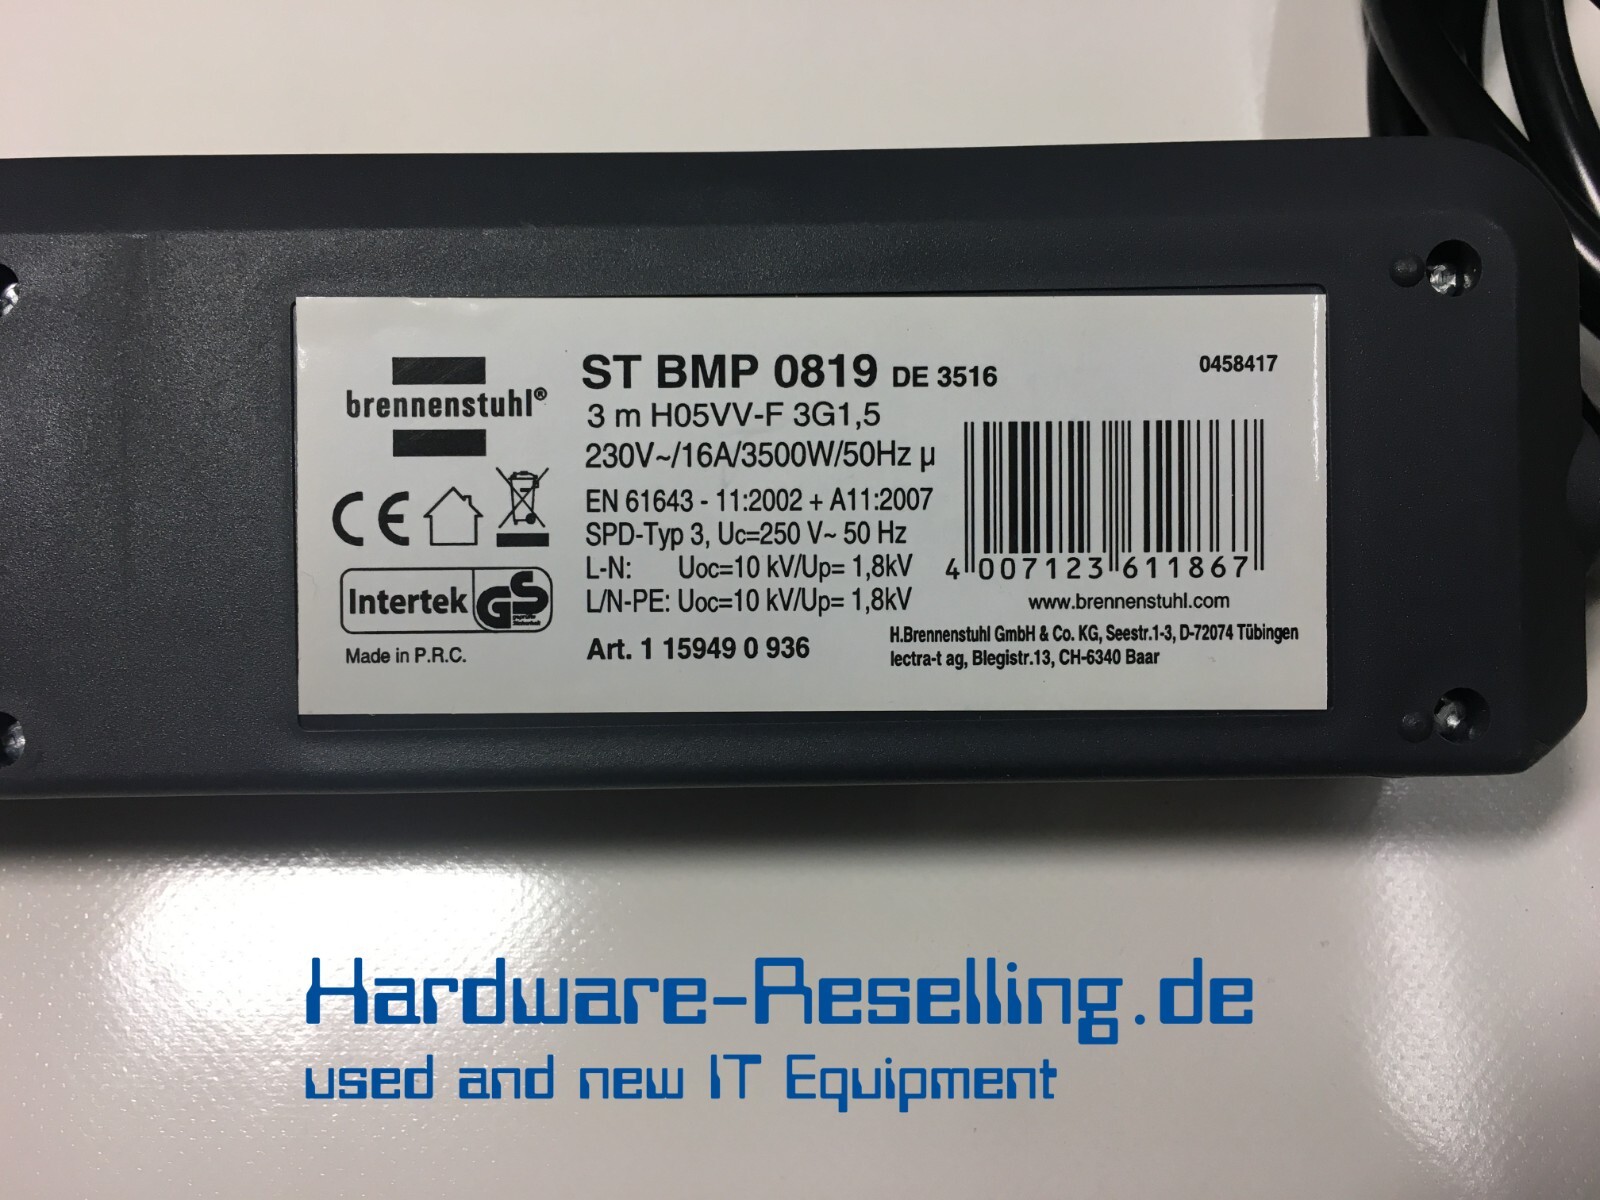 brennenstuhl®
CE
Intertek GS
geprüfte
Sicherheit
Made in P.R.C.
ST BMP 0819 DE 3516
3 m H05VV-F 3G1,5
230V~/16A/3500W/50Hz µ
EN 61643 - 11:2002 + A11:2007
SPD-Typ 3, Uc=250 V~ 50 Hz
L-N: Uoc=10 kV/Up= 1,8kV
L/N-PE: Uoc=10 kV/Up= 1,8kV
Art. 1 15949 0 936
0458417
4 007123 611867
www.brennenstuhl.com
H.Brennenstuhl GmbH & Co. KG, Seestr.1-3, D-72074 Tübingen
lectra-t ag, Blegistr.13, CH-6340 Baar
Hardware-Reselling.de
used and new IT Equipment